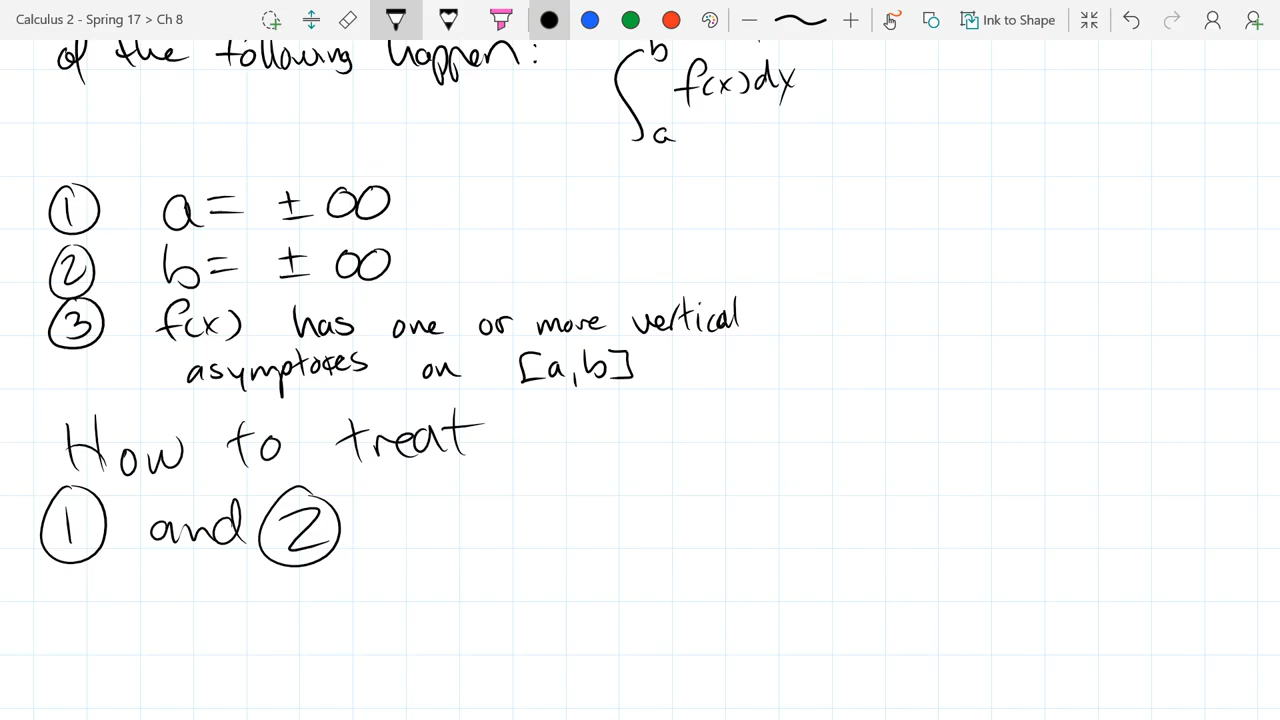 Calculus 2 - Spring 17 > Ch 8
Ink to Shape
of the following happen:
∫_a^b f(x)dx
① a = ± ∞
② b = ± ∞
③ f(x) has one or more vertical
asymptotes on [a,b]
How to treat
① and ②